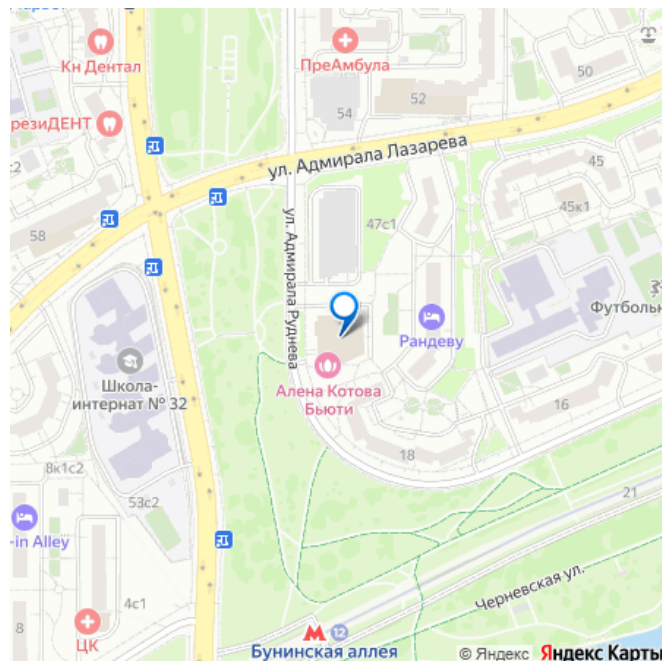 Кн Дентал
ПреАмбула
50
52
54
резиДЕНТ
с2
ул. Адмирала Лазарева
45
45к1
47с1
58
ул. Адмирала Руднева
Футбольн
Рандеву
Школа-
интернат № 32
Алена Котова
Бьюти
16
18
8к1с2
53с2
21
-in Alley
4с1
Черневская ул.
8
ЦК
12
Бунинская аллея
© Яндекс Яндекс Карты